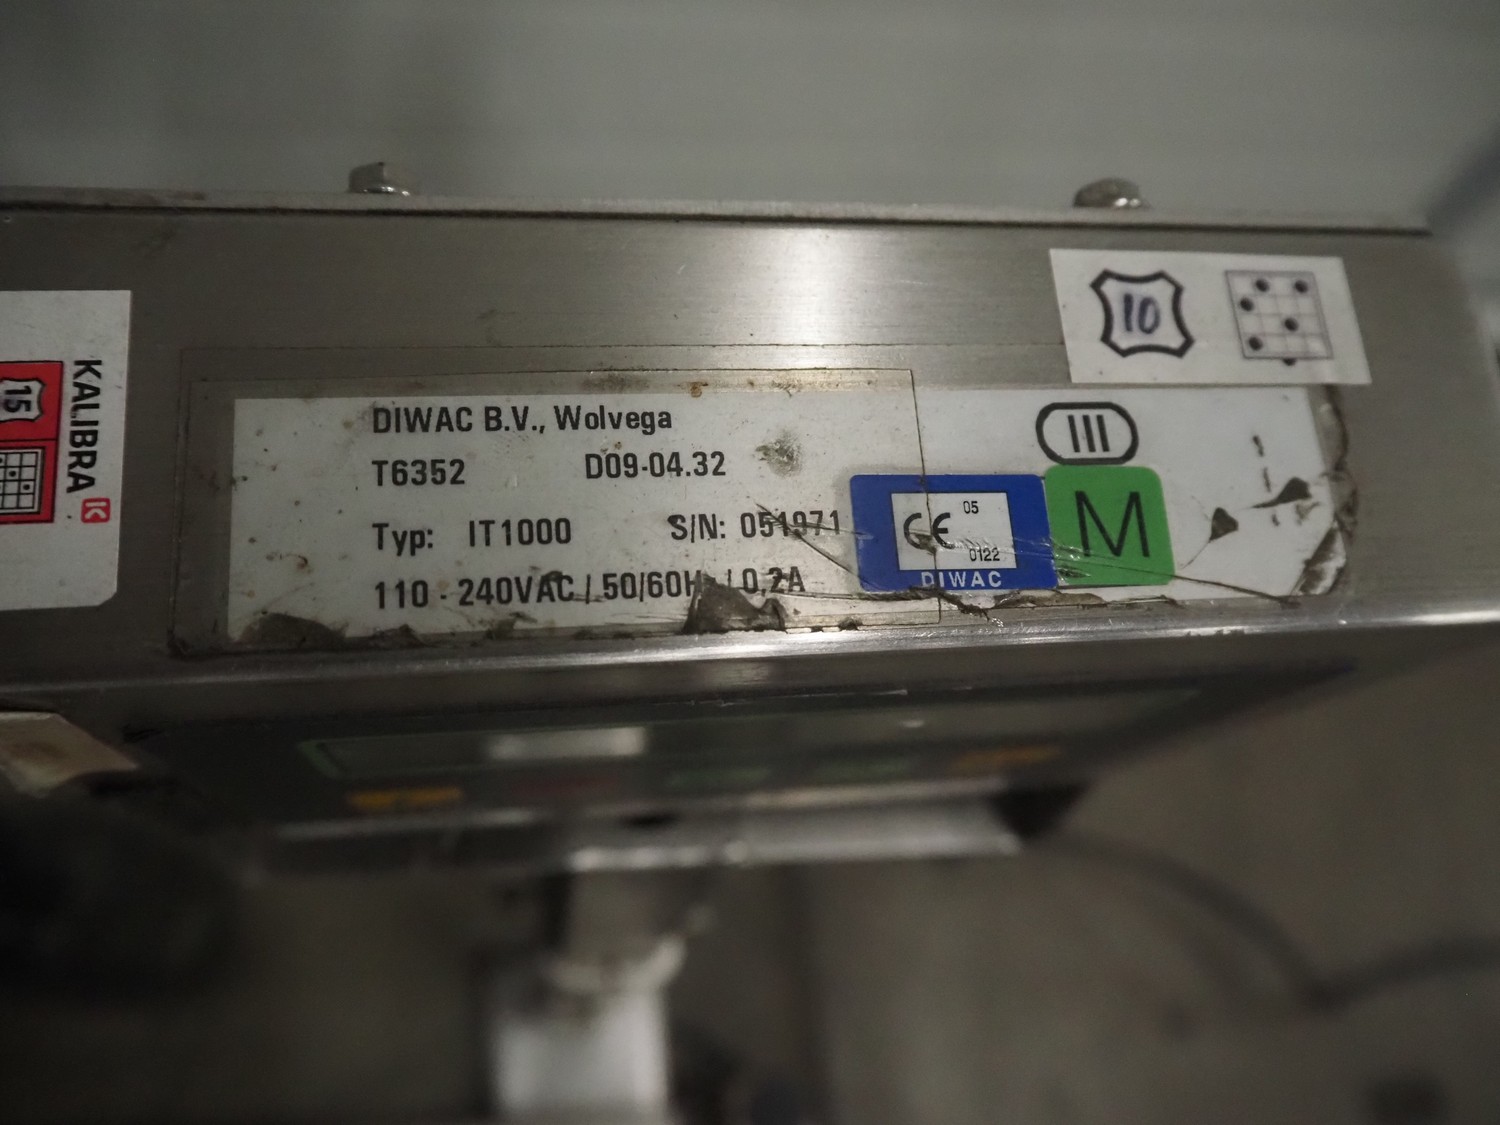 KALIBRA
15
10
DIWAC B.V., Wolvega
T6352 D09-04.32
Typ: IT1000 S/N: 051971
110 - 240VAC / 50/60Hz / 0,2A
III
CE 05
0122
DIWAC
M